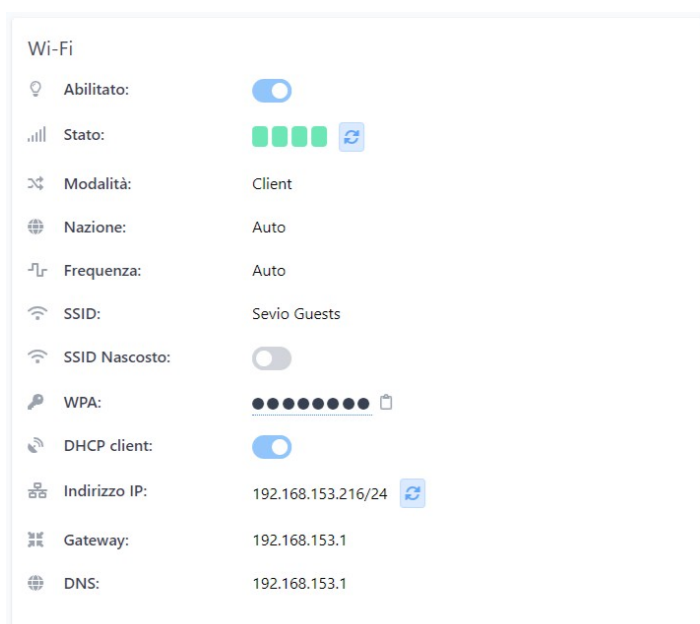 Wi-Fi
Abilitato:
Stato:
Modalità: Client
Nazione: Auto
Frequenza: Auto
SSID: Sevio Guests
SSID Nascosto:
WPA: ●●●●●●●●
DHCP client:
Indirizzo IP: 192.168.153.216/24
Gateway: 192.168.153.1
DNS: 192.168.153.1